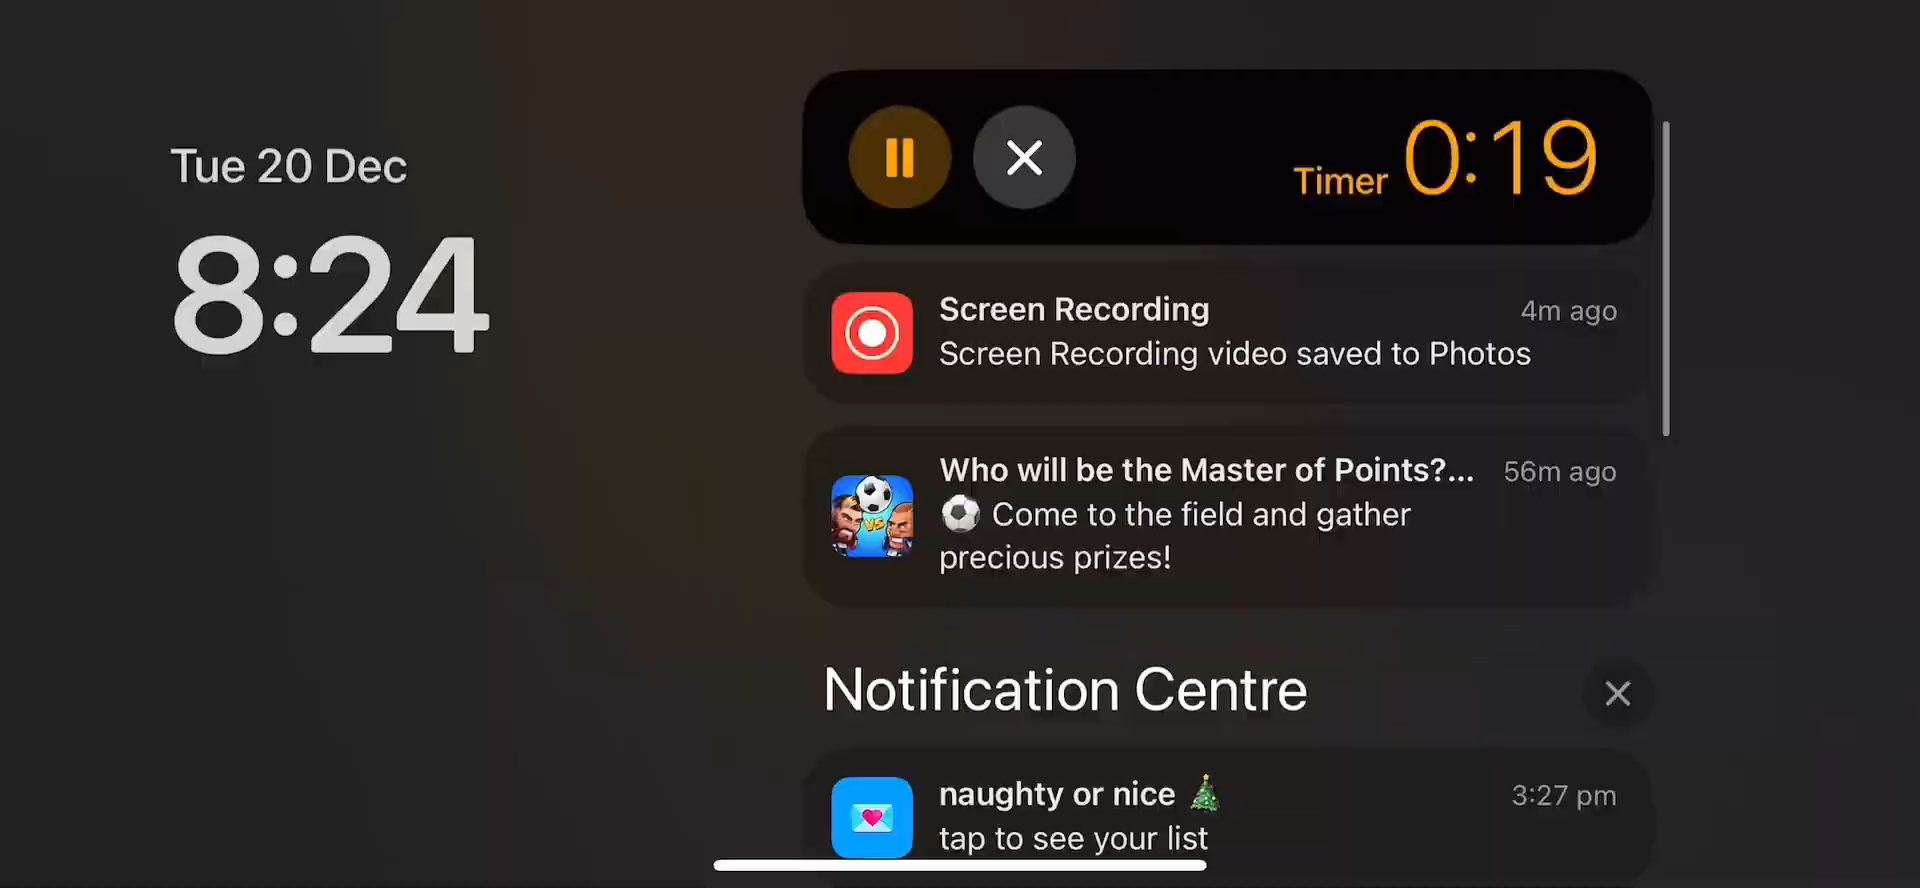 Tue 20 Dec
8:24
Timer 0:19
Screen Recording 4m ago
Screen Recording video saved to Photos
Who will be the Master of Points?... 56m ago
VS
⚽ Come to the field and gather
precious prizes!
Notification Centre
naughty or nice 🎄 3:27 pm
tap to see your list